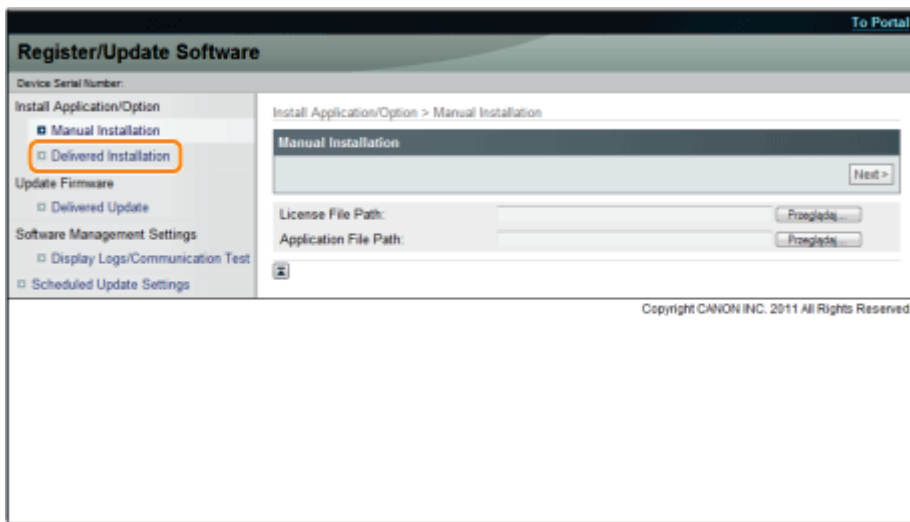 To Portal
Register/Update Software
Device Serial Number:
Install Application/Option
Manual Installation
Delivered Installation
Update Firmware
Delivered Update
Software Management Settings
Display Logs/Communication Test
Scheduled Update Settings
Install Application/Option > Manual Installation
Manual Installation
Next >
License File Path:
Przeglądaj...
Application File Path:
Przeglądaj...
Copyright CANON INC. 2011 All Rights Reserved